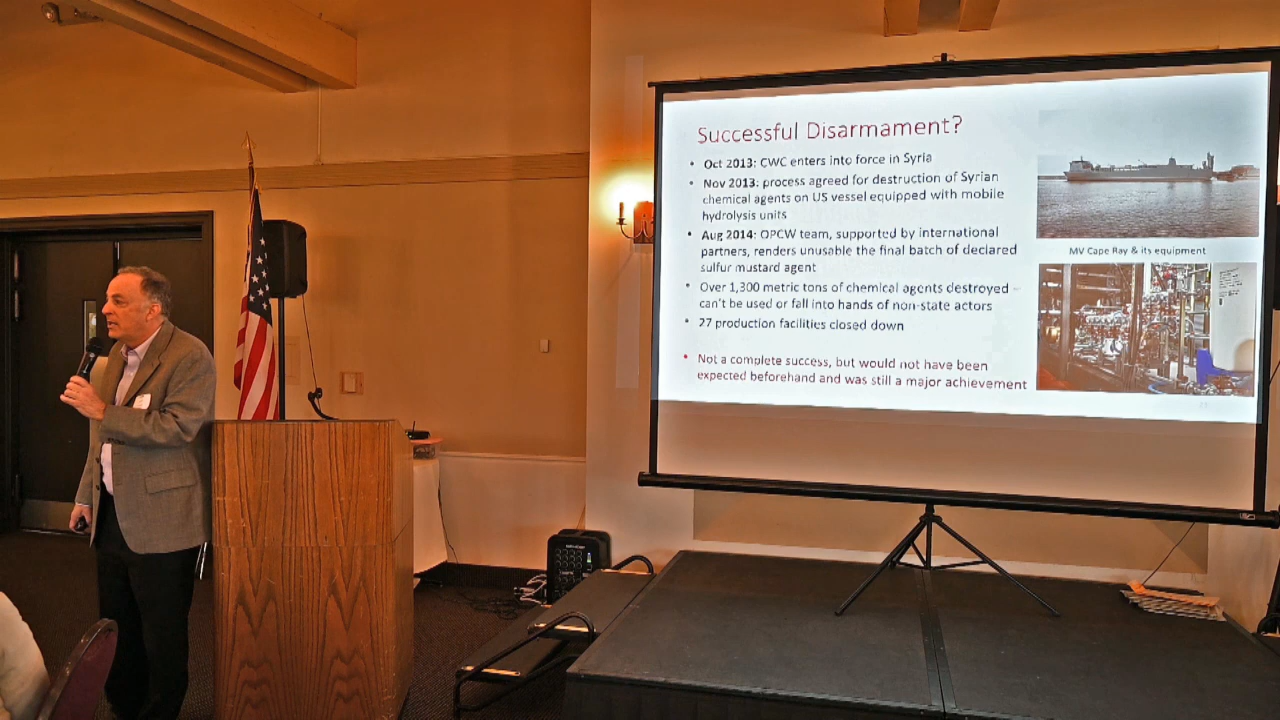 Successful Disarmament?
• Oct 2013: CWC enters into force in Syria
• Nov 2013: process agreed for destruction of Syrian
chemical agents on US vessel equipped with mobile
hydrolysis units
• Aug 2014: OPCW team, supported by international
partners, renders unusable the final batch of declared
sulfur mustard agent
• Over 1,300 metric tons of chemical agents destroyed –
can't be used or fall into hands of non-state actors
• 27 production facilities closed down
• Not a complete success, but would not have been
expected beforehand and was still a major achievement
MV Cape Ray & its equipment